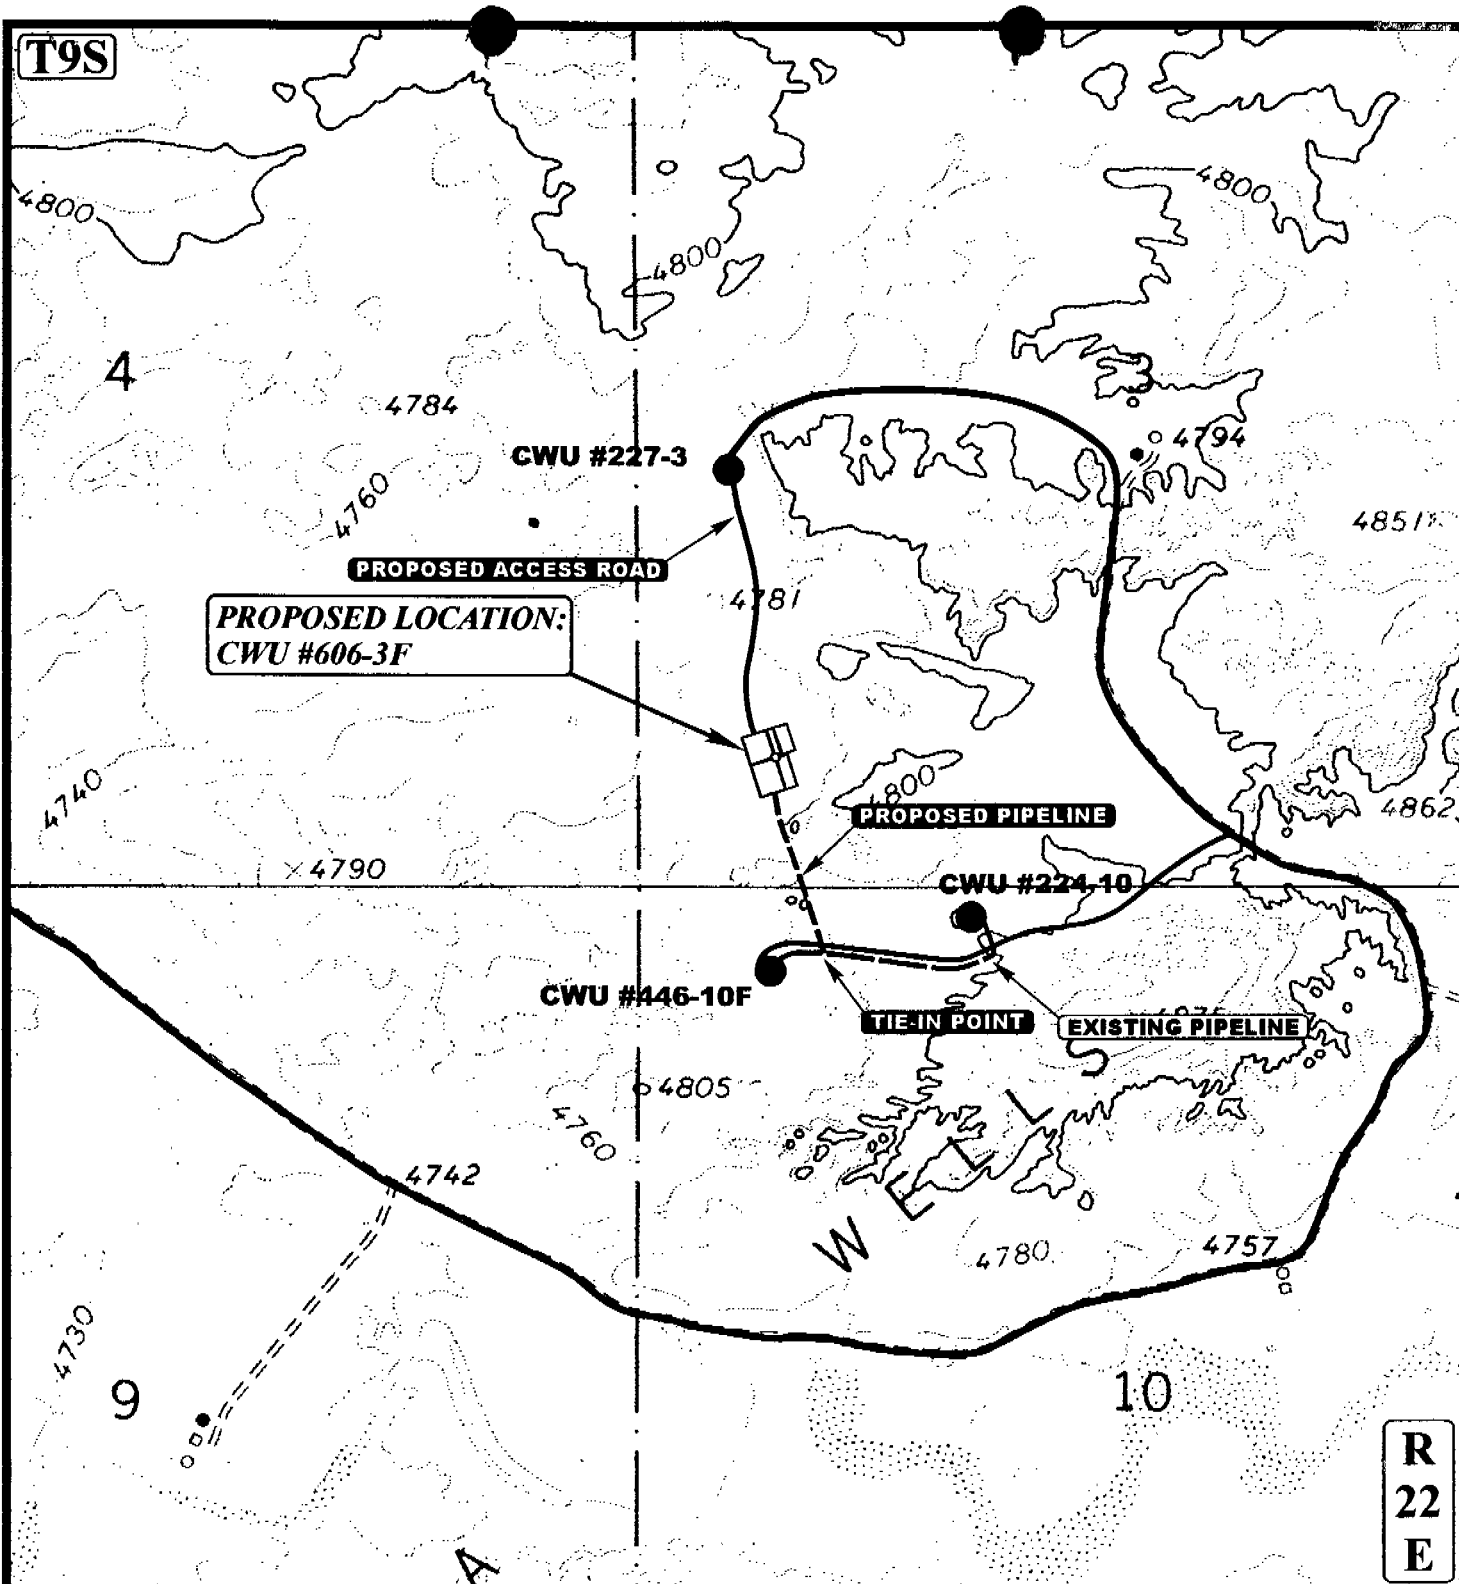 T9S
4800
4800
4800
4
3
4784
4794
CWU #227-3
4760
4851
PROPOSED ACCESS ROAD
4781
PROPOSED LOCATION:
CWU #606-3F
4740
4800
4862
PROPOSED PIPELINE
4790
CWU #224-10
CWU #446-10F
TIE-IN POINT
EXISTING PIPELINE
4805
4760
4742
WELLS
4780
4757
4730
9
10
R
22
E
A